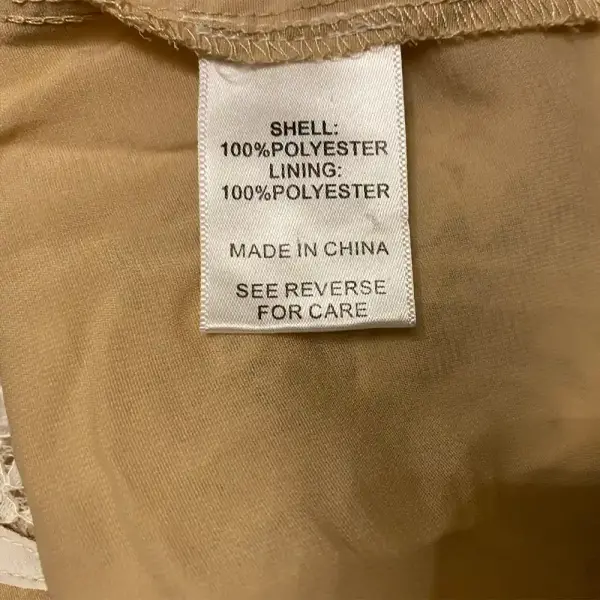 SHELL:
100%POLYESTER
LINING:
100%POLYESTER
MADE IN CHINA
SEE REVERSE
FOR CARE